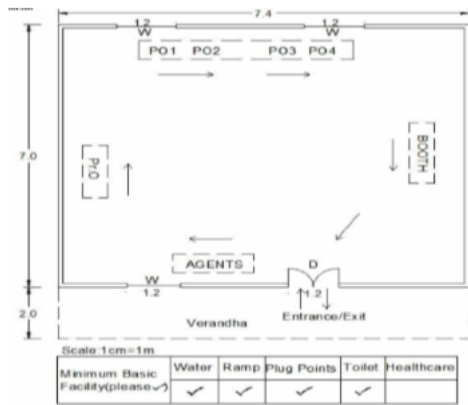 7.4
1.2
W
1.2
W
PO1 PO2 PO3 PO4
7.0
PrO
BOOTH
AGENTS
D
W
1.2
1.2
2.0
Verandha
Entrance/Exit
Scale:1cm=1m
Minimum Basic Facility(please✓) Water Ramp Plug Points Toilet Healthcare
✓ ✓ ✓ ✓